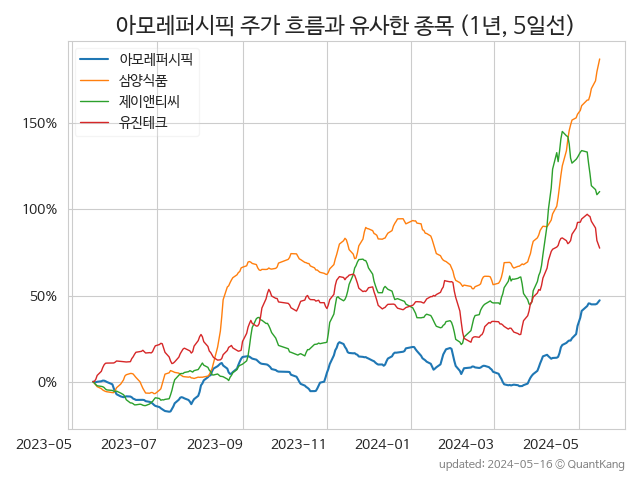 아모레퍼시픽 주가 흐름과 유사한 종목 (1년, 5일선)
아모레퍼시픽
삼양식품
제이앤티씨
유진테크
150%
100%
50%
0%
2023-05 2023-07 2023-09 2023-11 2024-01 2024-03 2024-05
updated: 2024-05-16 © QuantKang